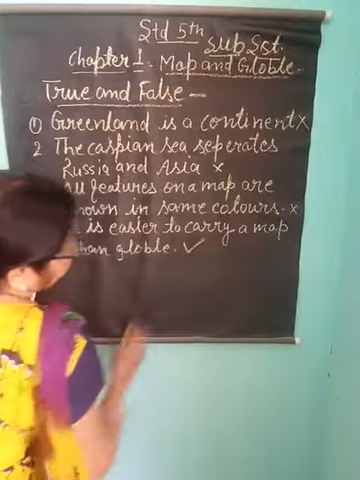 Std 5th
Sub Sst.
Chapter 1. Map and Globle.
True and False —
① Greenland is a continent ×
2 The caspian sea seperates
Russia and Asia ×
All features on a map are
hown in same colours - ×
is easter to carry a map
than globle. ✓